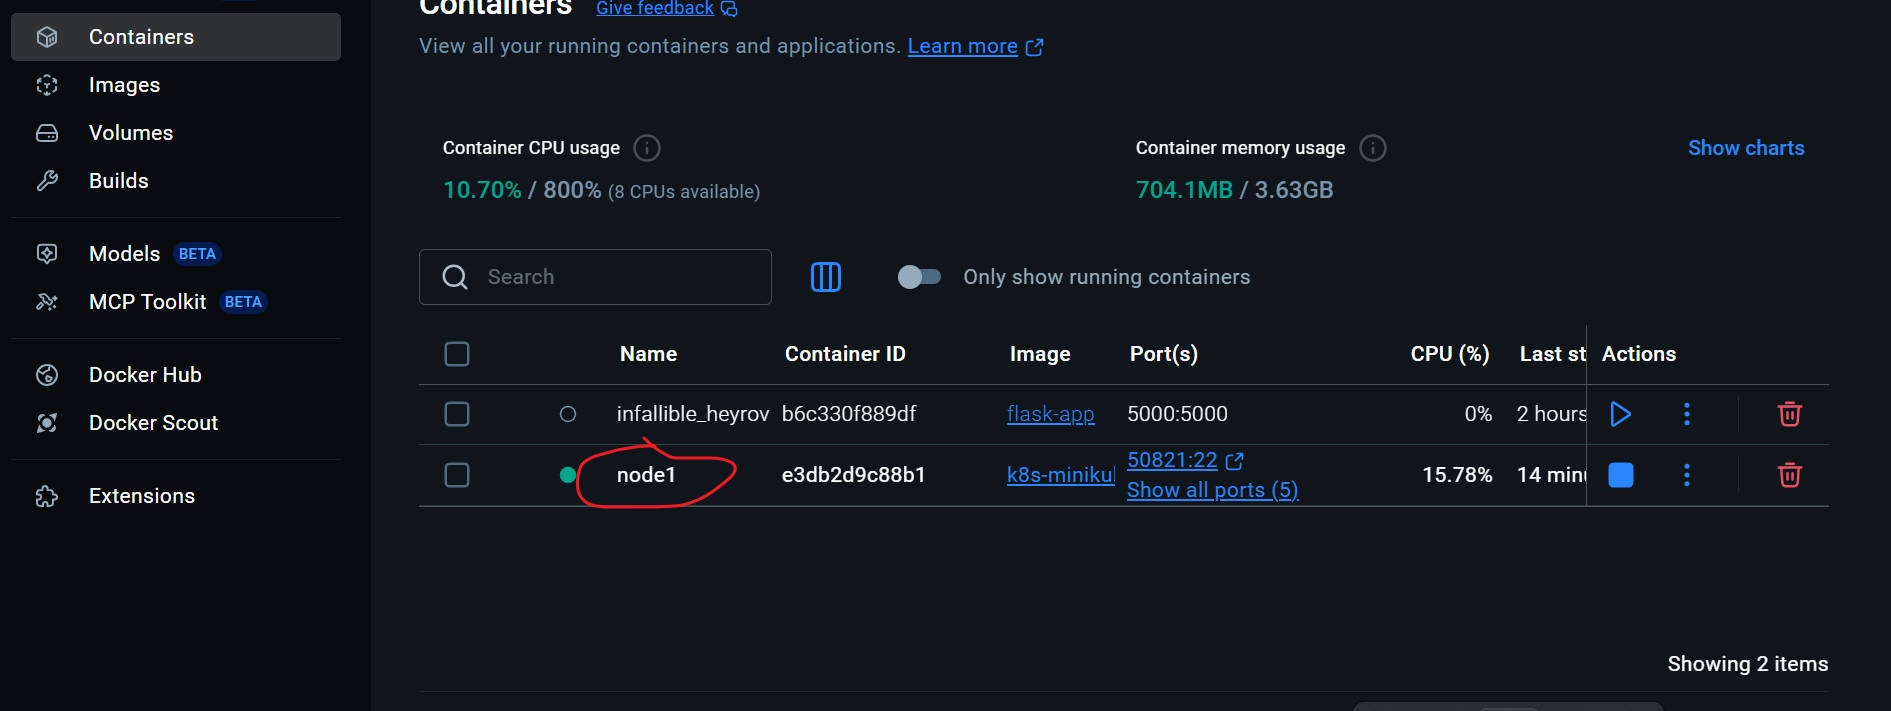 Containers Give feedback
View all your running containers and applications. Learn more
Containers
Images
Volumes
Builds
Models BETA
MCP Toolkit BETA
Docker Hub
Docker Scout
Extensions
Container CPU usage
10.70% / 800% (8 CPUs available)
Container memory usage
704.1MB / 3.63GB
Show charts
Search
Only show running containers
Name Container ID Image Port(s) CPU (%) Last st Actions
infallible_heyrov b6c330f889df flask-app 5000:5000 0% 2 hours
node1 e3db2d9c88b1 k8s-miniku 50821:22 15.78% 14 minu
Show all ports (5)
Showing 2 items